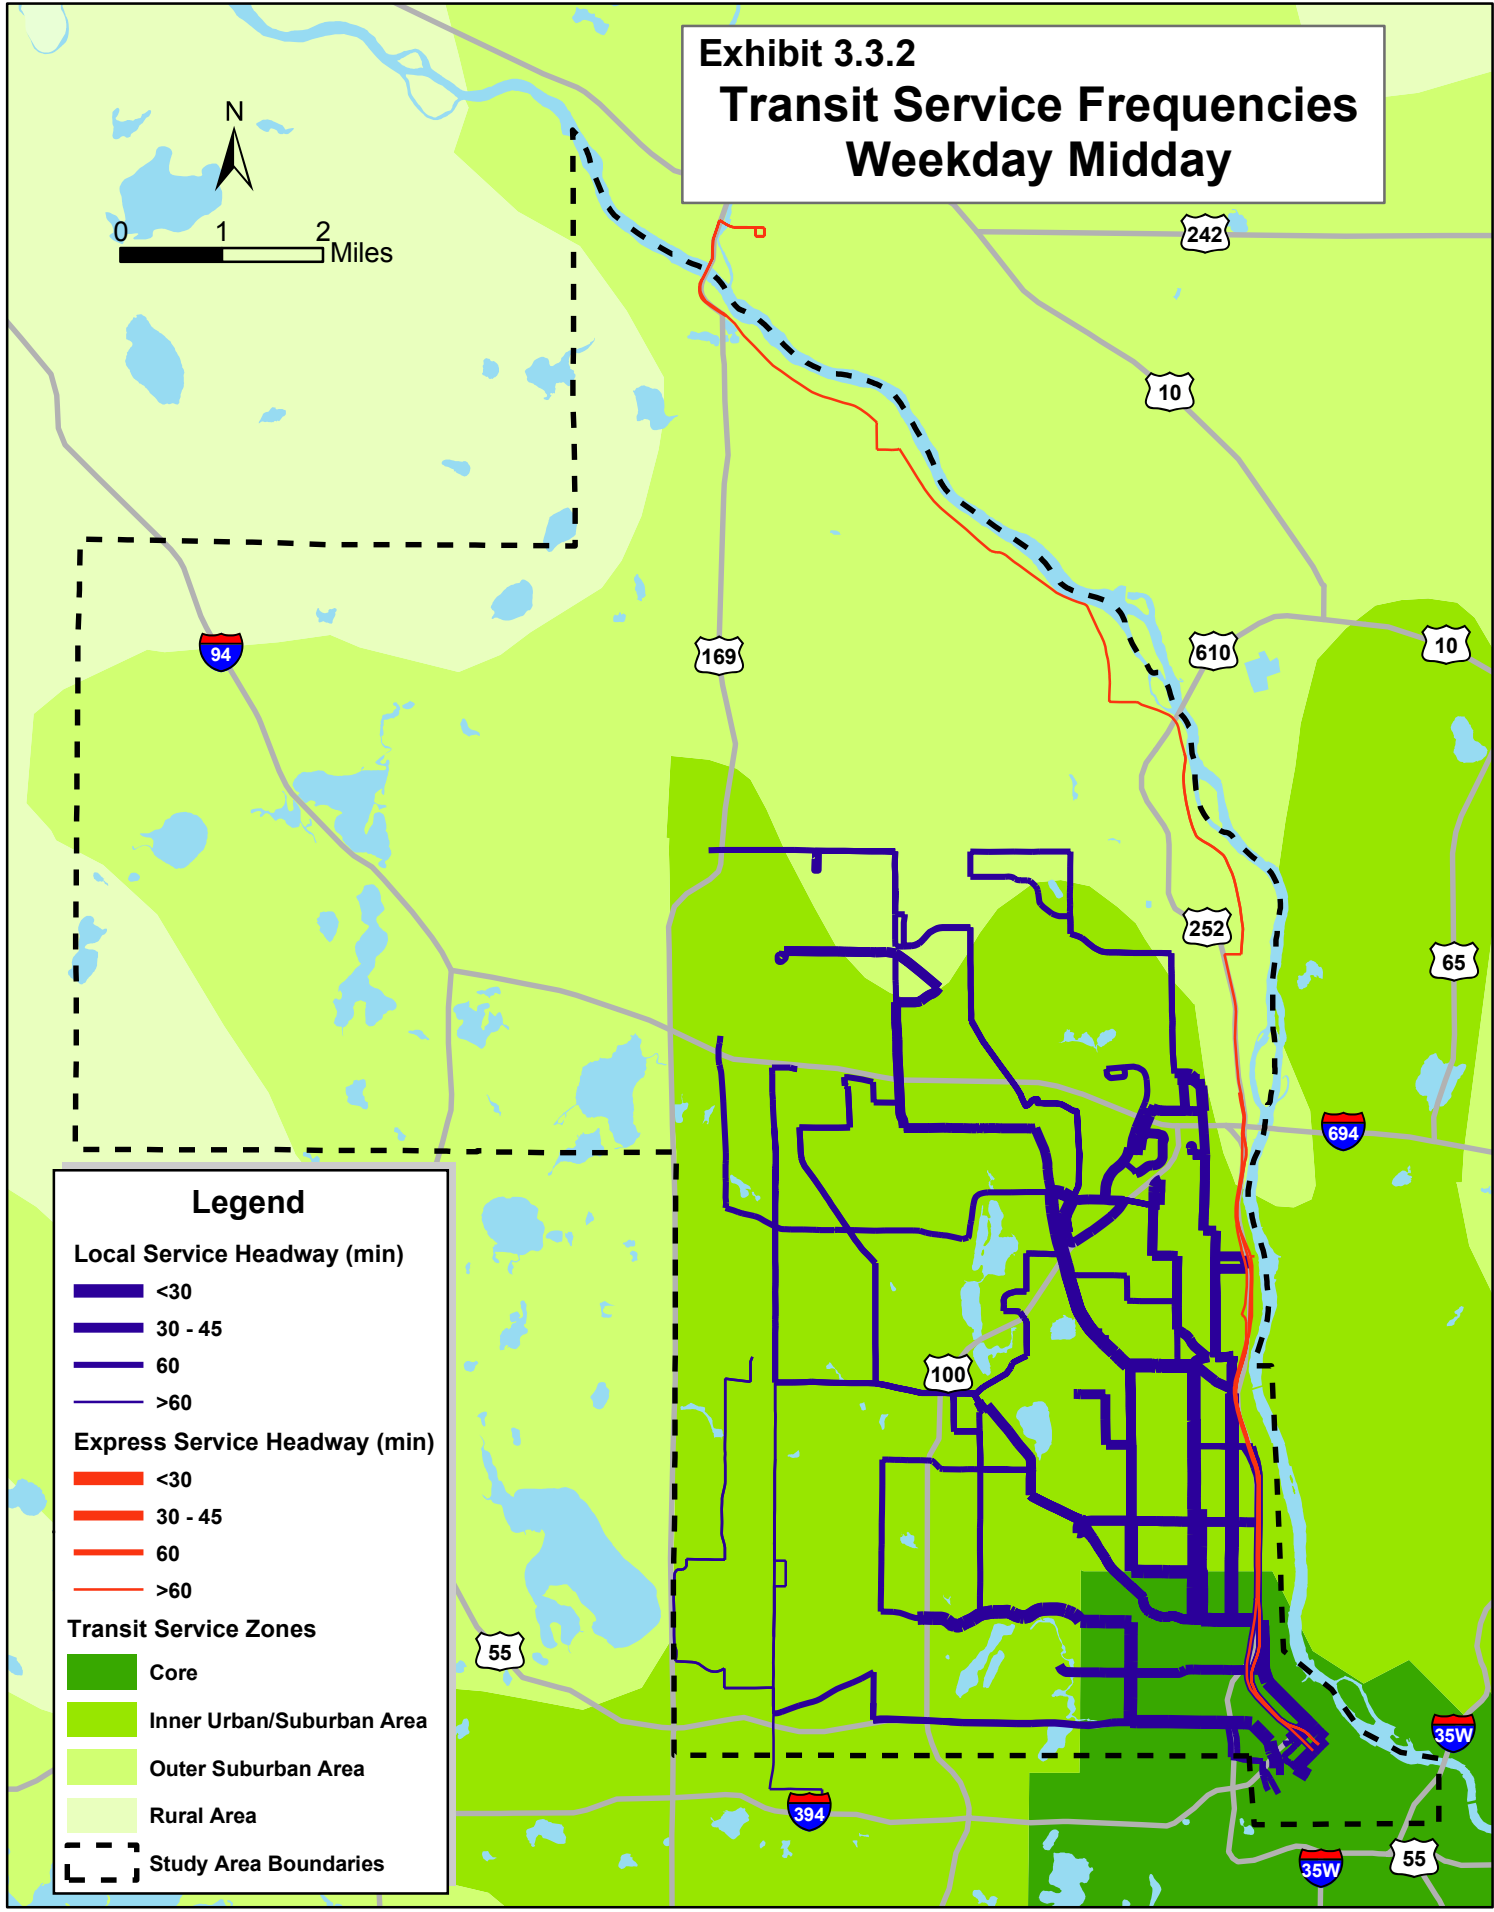 Exhibit 3.3.2
Transit Service Frequencies
Weekday Midday
N
0 1 2
Miles
242
10
94
169
610
10
252
65
694
100
55
35W
394
35W
55
Legend
Local Service Headway (min)
<30
30 - 45
60
>60
Express Service Headway (min)
<30
30 - 45
60
>60
Transit Service Zones
Core
Inner Urban/Suburban Area
Outer Suburban Area
Rural Area
Study Area Boundaries